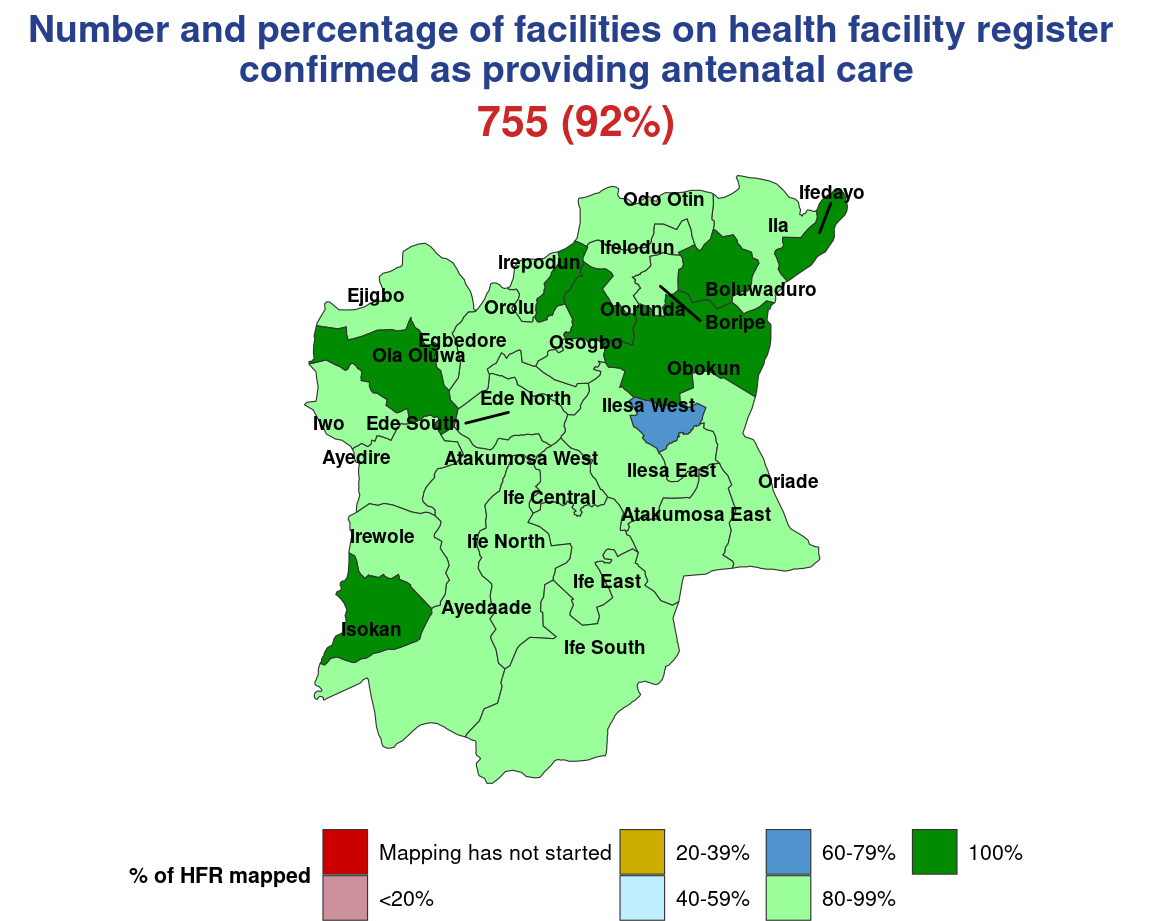 Number and percentage of facilities on health facility register
confirmed as providing antenatal care
755 (92%)
Ifedayo
Odo Otin
Ila
Ifelodun
Irepodun
Boluwaduro
Ejigbo
Orolu
Olorunda
Boripe
Egbedore
Osogbo
Ola Oluwa
Obokun
Ede North
Ilesa West
Iwo
Ede South
Ayedire
Atakumosa West
Ilesa East
Oriade
Ife Central
Atakumosa East
Irewole
Ife North
Ife East
Ayedaade
Isokan
Ife South
% of HFR mapped
Mapping has not started
<20%
20-39%
40-59%
60-79%
80-99%
100%